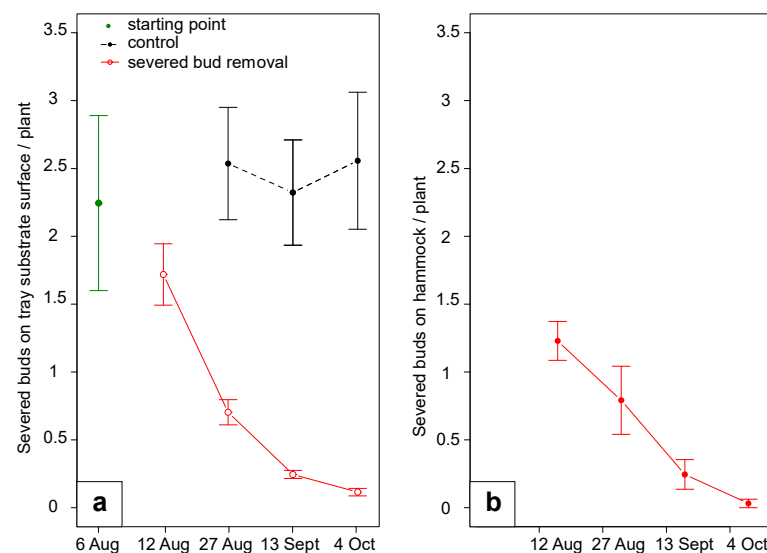 starting point
control
severed bud removal
Severed buds on tray substrate surface / plant
3.5
3
2.5
2
1.5
1
0.5
0
a
6 Aug 12 Aug 27 Aug 13 Sept 4 Oct
Severed buds on hammock / plant
3.5
3
2.5
2
1.5
1
0.5
0
b
12 Aug 27 Aug 13 Sept 4 Oct